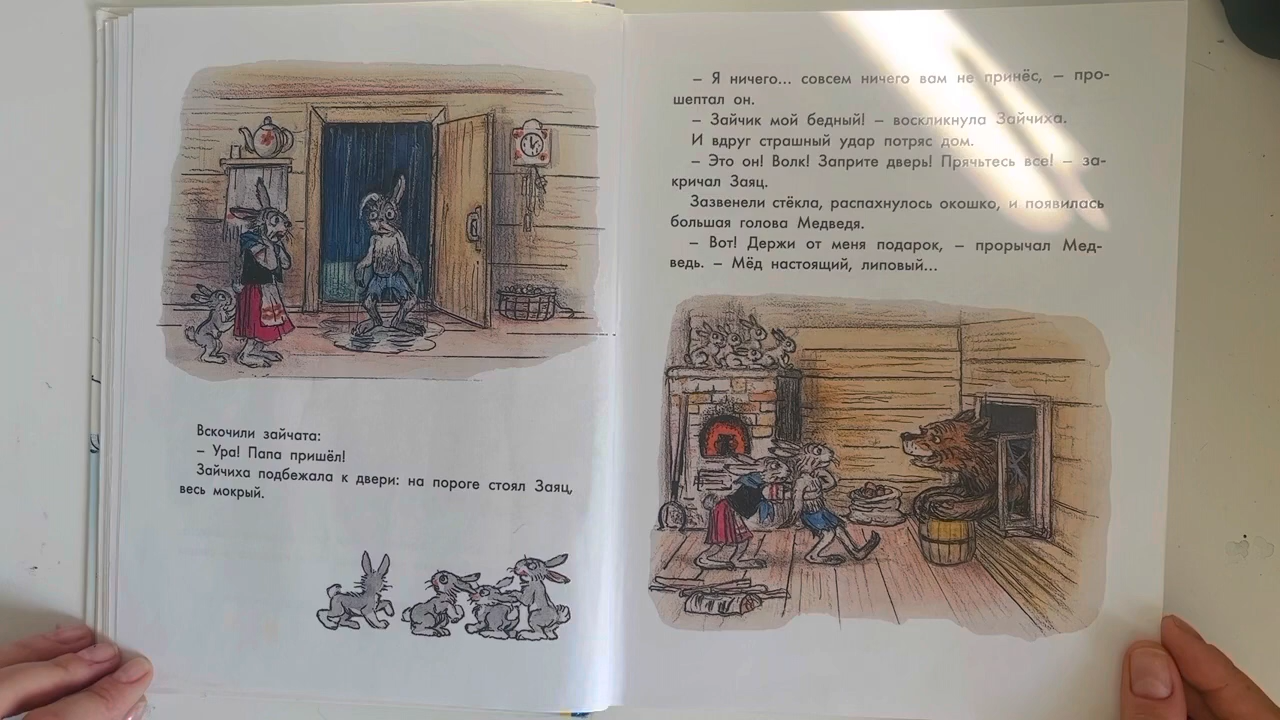 Вскочили зайчата:
– Ура! Папа пришёл!
Зайчиха подбежала к двери: на пороге стоял Заяц,
весь мокрый.
– Я ничего... совсем ничего вам не принёс, – про-
шептал он.
– Зайчик мой бедный! – воскликнула Зайчиха.
И вдруг страшный удар потряс дом.
– Это он! Волк! Заприте дверь! Прячьтесь все! – за-
кричал Заяц.
Зазвенели стёкла, распахнулось окошко, и появилась
большая голова Медведя.
– Вот! Держи от меня подарок, – прорычал Мед-
ведь. – Мёд настоящий, липовый...